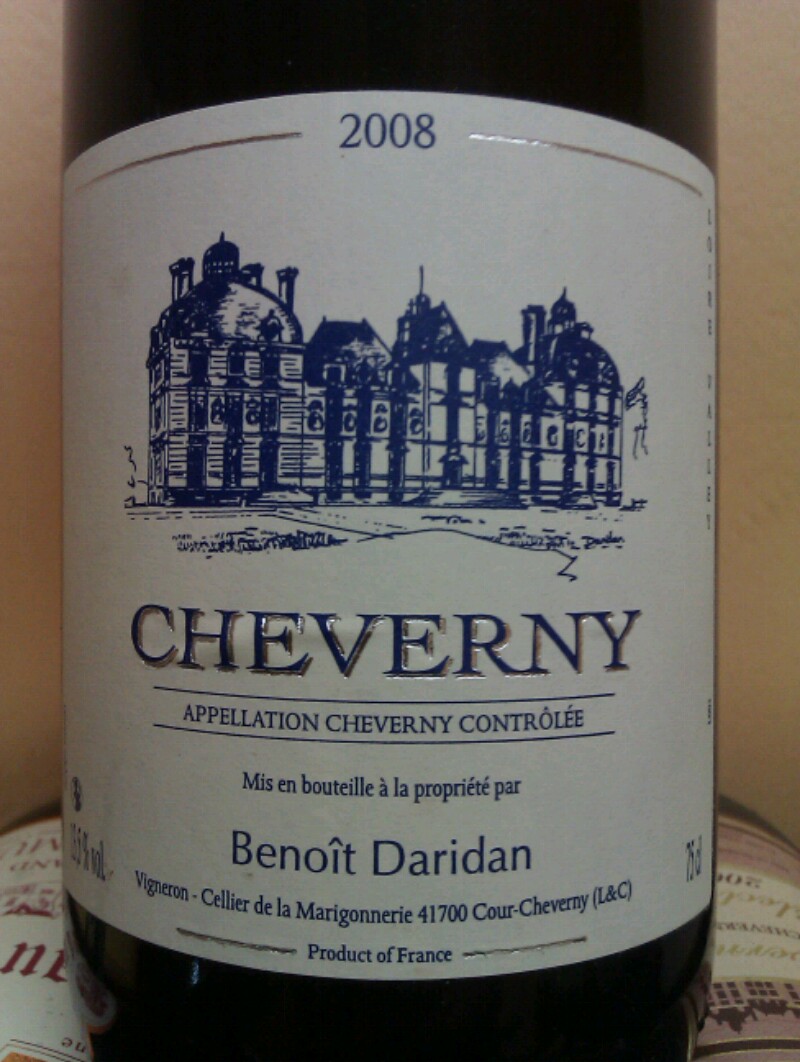 2008
LOIRE VALLEY
Daridan
CHEVERNY
APPELLATION CHEVERNY CONTRÔLÉE
Mis en bouteille à la propriété par
Benoît Daridan
Vigneron - Cellier de la Marigonnerie 41700 Cour-Cheverny (L&C)
Product of France
75 cl